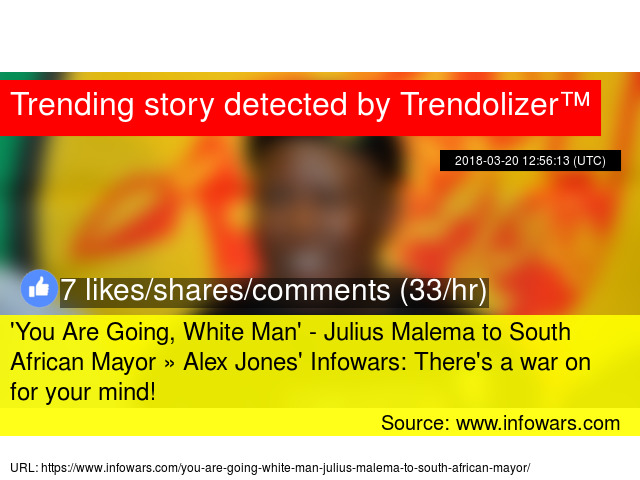 Trending story detected by Trendolizer™
2018-03-20 12:56:13 (UTC)
7 likes/shares/comments (33/hr)
'You Are Going, White Man' - Julius Malema to South
African Mayor » Alex Jones' Infowars: There's a war on
for your mind!
Source: www.infowars.com
URL: https://www.infowars.com/you-are-going-white-man-julius-malema-to-south-african-mayor/